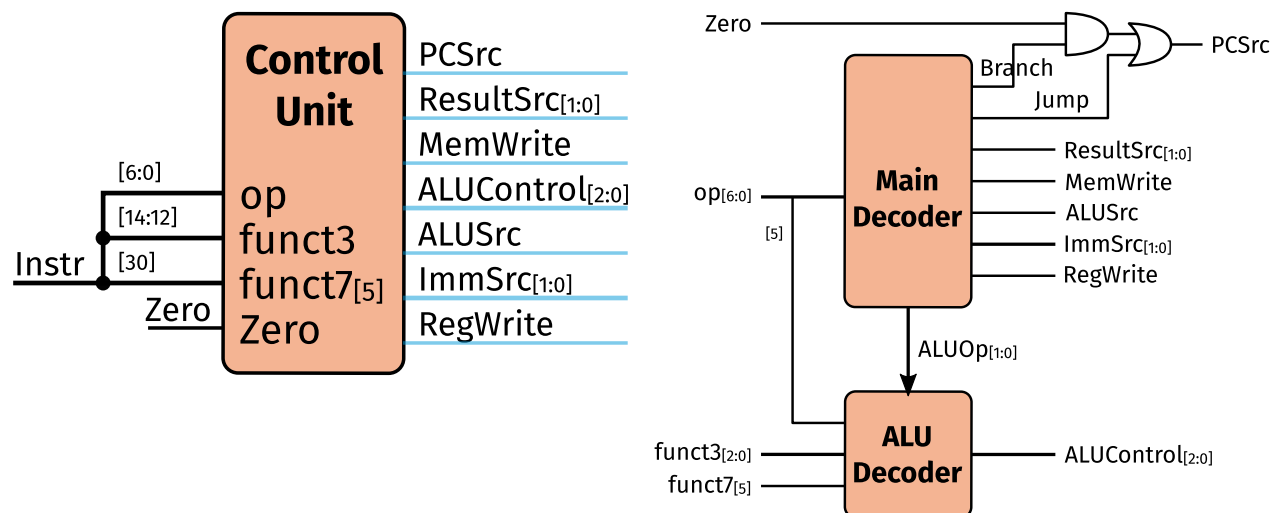 Control
Unit
PCSrc
ResultSrc[1:0]
MemWrite
ALUControl[2:0]
ALUSrc
ImmSrc[1:0]
RegWrite
[6:0]
op
[14:12]
funct3
Instr
[30]
funct7[5]
Zero
Zero
Zero
PCSrc
Branch
Jump
Main
Decoder
ResultSrc[1:0]
MemWrite
ALUSrc
ImmSrc[1:0]
RegWrite
op[6:0]
[5]
ALUOp[1:0]
ALU
Decoder
funct3[2:0]
funct7[5]
ALUControl[2:0]